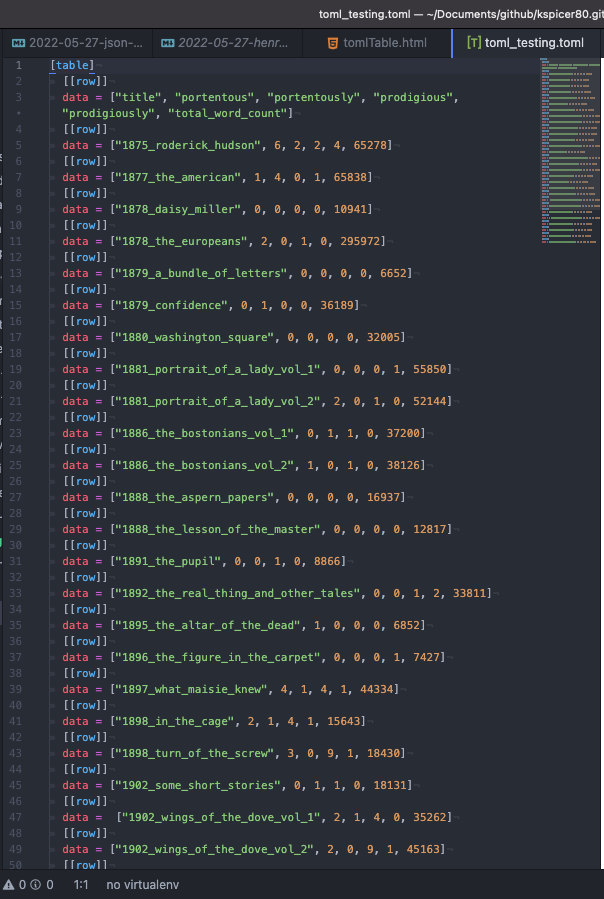 toml_testing.toml — ~/Documents/github/kspicer80.git
2022-05-27-json-... 2022-05-27-henr... tomlTable.html toml_testing.toml
1 [table]
2 [[row]]
3 data = ["title", "portentous", "portentously", "prodigious",
"prodigiously", "total_word_count"]
4 [[row]]
5 data = ["1875_roderick_hudson", 6, 2, 2, 4, 65278]
6 [[row]]
7 data = ["1877_the_american", 1, 4, 0, 1, 65838]
8 [[row]]
9 data = ["1878_daisy_miller", 0, 0, 0, 0, 10941]
10 [[row]]
11 data = ["1878_the_europeans", 2, 0, 1, 0, 295972]
12 [[row]]
13 data = ["1879_a_bundle_of_letters", 0, 0, 0, 0, 6652]
14 [[row]]
15 data = ["1879_confidence", 0, 1, 0, 0, 36189]
16 [[row]]
17 data = ["1880_washington_square", 0, 0, 0, 0, 32005]
18 [[row]]
19 data = ["1881_portrait_of_a_lady_vol_1", 0, 0, 0, 1, 55850]
20 [[row]]
21 data = ["1881_portrait_of_a_lady_vol_2", 2, 0, 1, 0, 52144]
22 [[row]]
23 data = ["1886_the_bostonians_vol_1", 0, 1, 1, 0, 37200]
24 [[row]]
25 data = ["1886_the_bostonians_vol_2", 1, 0, 1, 0, 38126]
26 [[row]]
27 data = ["1888_the_aspern_papers", 0, 0, 0, 0, 16937]
28 [[row]]
29 data = ["1888_the_lesson_of_the_master", 0, 0, 0, 0, 12817]
30 [[row]]
31 data = ["1891_the_pupil", 0, 0, 1, 0, 8866]
32 [[row]]
33 data = ["1892_the_real_thing_and_other_tales", 0, 0, 1, 2, 33811]
34 [[row]]
35 data = ["1895_the_altar_of_the_dead", 1, 0, 0, 0, 6852]
36 [[row]]
37 data = ["1896_the_figure_in_the_carpet", 0, 0, 0, 1, 7427]
38 [[row]]
39 data = ["1897_what_maisie_knew", 4, 1, 4, 1, 44334]
40 [[row]]
41 data = ["1898_in_the_cage", 2, 1, 4, 1, 15643]
42 [[row]]
43 data = ["1898_turn_of_the_screw", 3, 0, 9, 1, 18430]
44 [[row]]
45 data = ["1902_some_short_stories", 0, 1, 1, 0, 18131]
46 [[row]]
47 data = ["1902_wings_of_the_dove_vol_1", 2, 1, 4, 0, 35262]
48 [[row]]
49 data = ["1902_wings_of_the_dove_vol_2", 2, 0, 9, 1, 45163]
50 [[row]]
0 0 1:1 no virtualenv